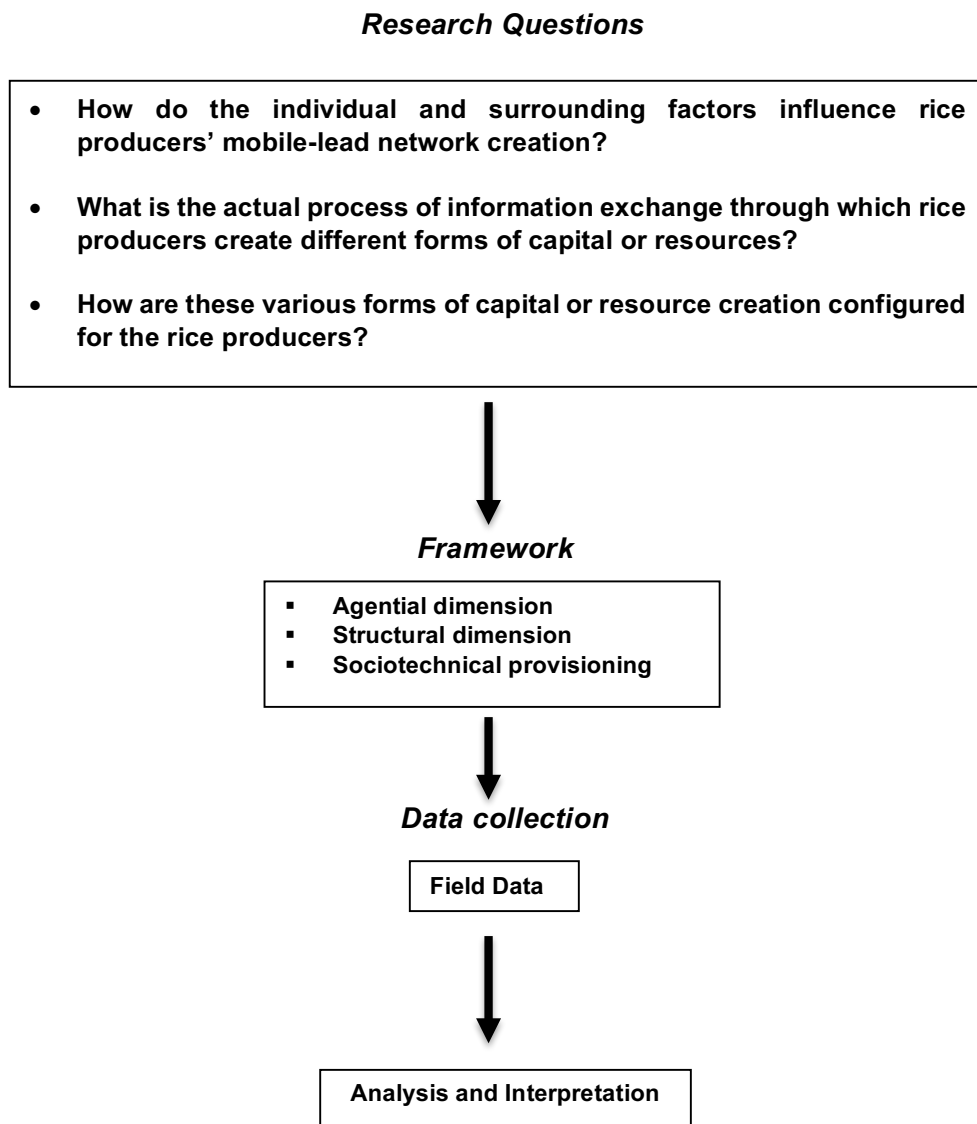 Research Questions
• How do the individual and surrounding factors influence rice
producers’ mobile-lead network creation?
• What is the actual process of information exchange through which rice
producers create different forms of capital or resources?
• How are these various forms of capital or resource creation configured
for the rice producers?
Framework
▪ Agential dimension
▪ Structural dimension
▪ Sociotechnical provisioning
Data collection
Field Data
Analysis and Interpretation